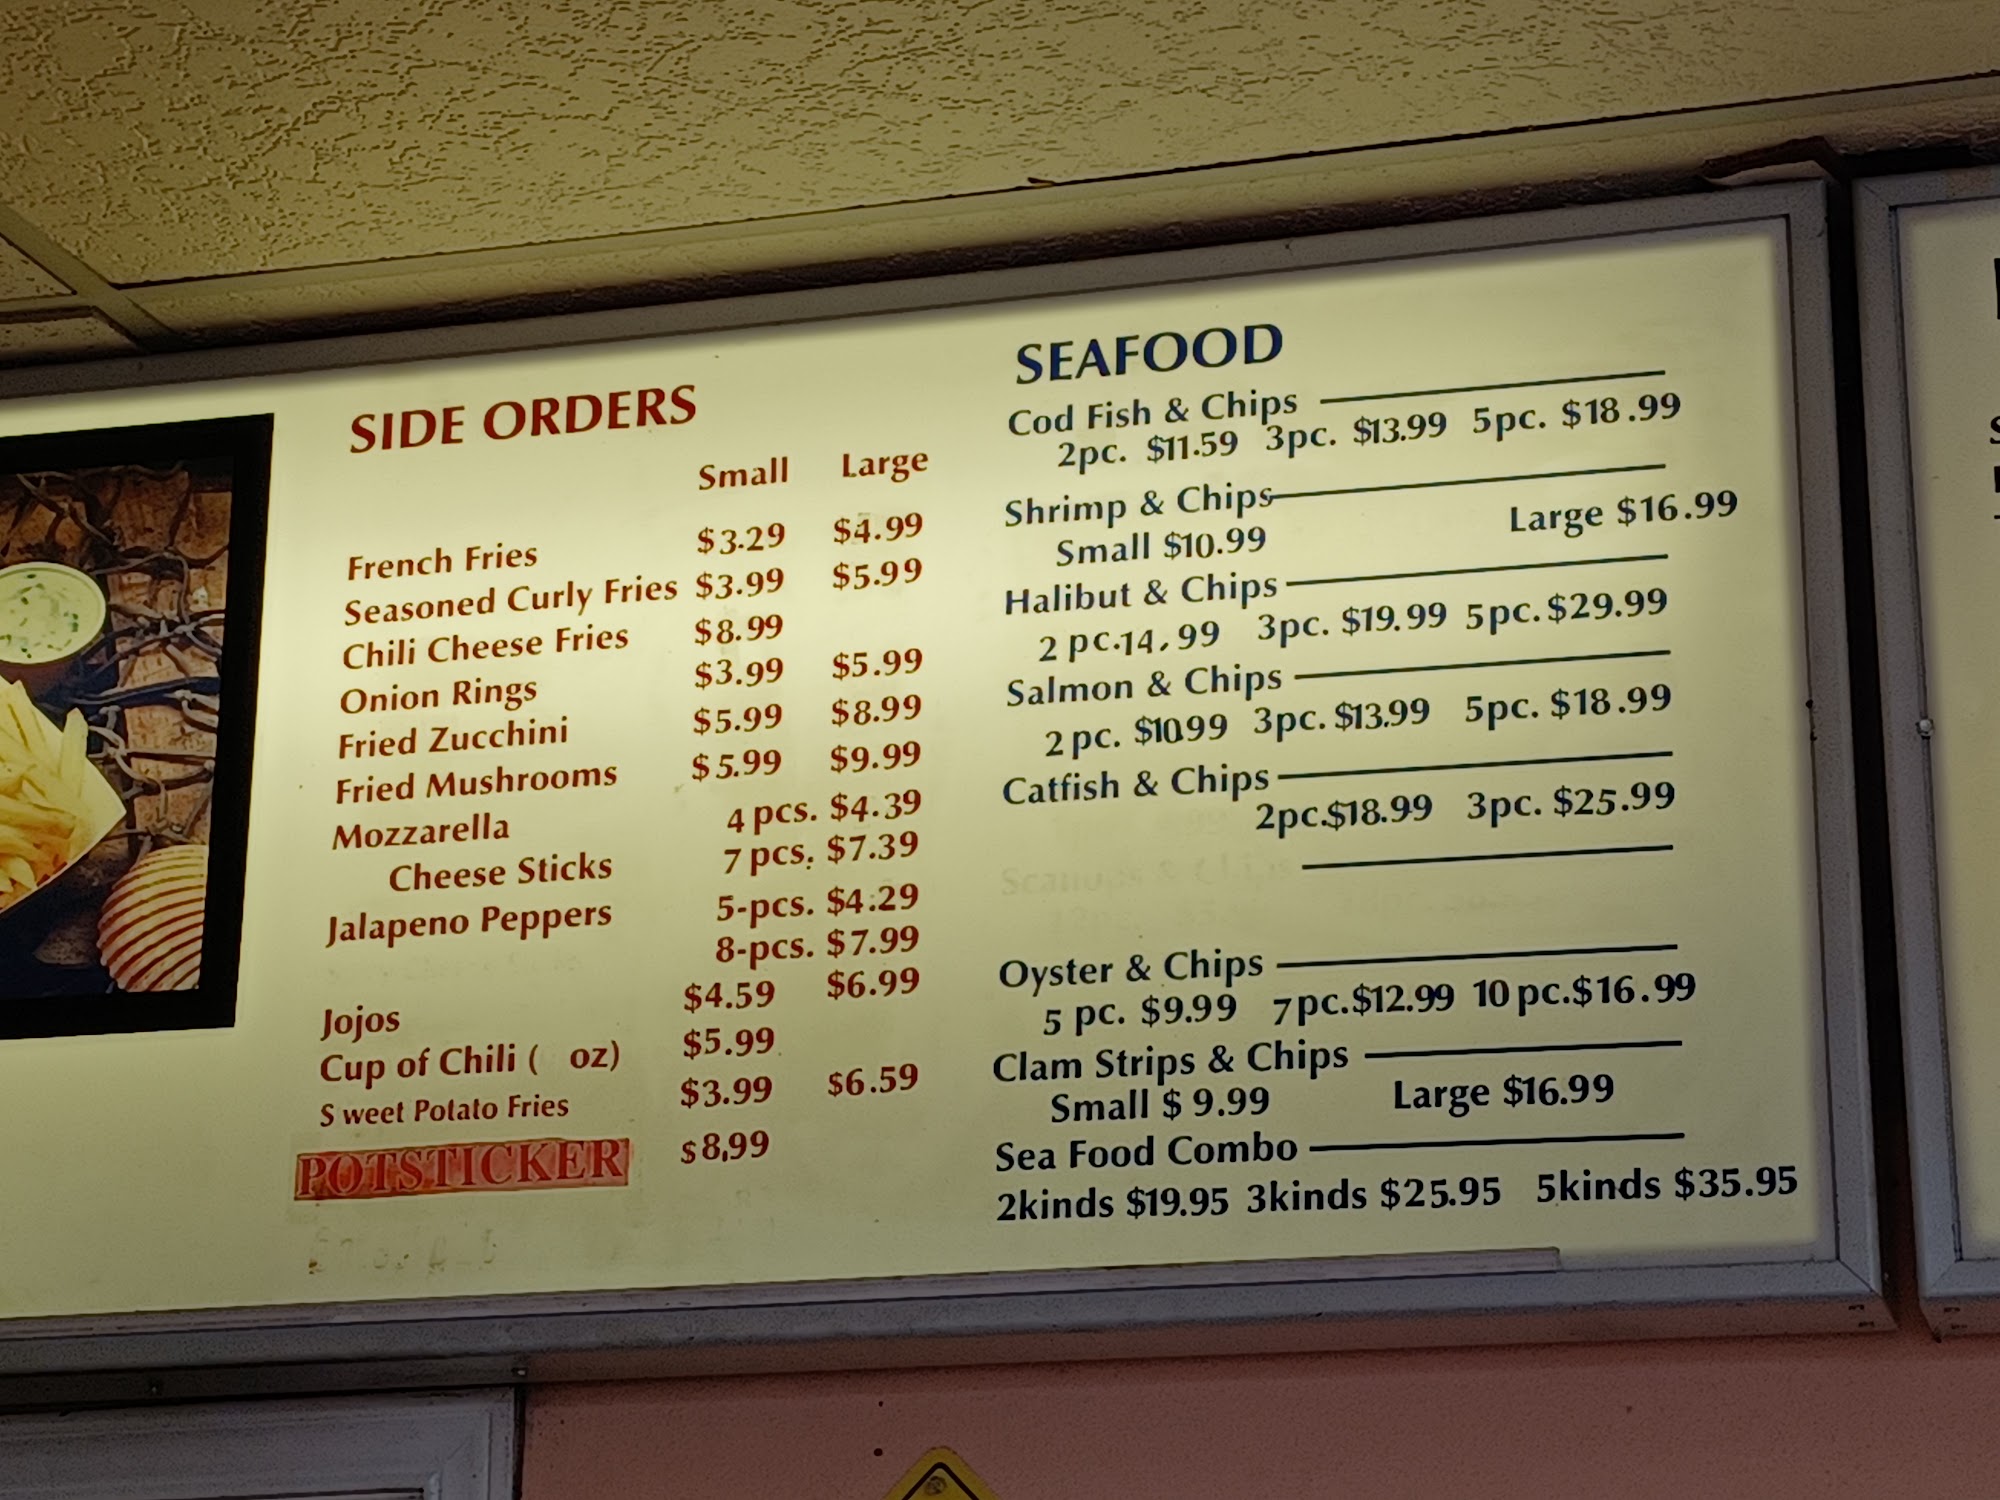 SIDE ORDERS
Small Large
French Fries $3.29 $4.99
Seasoned Curly Fries $3.99 $5.99
Chili Cheese Fries $8.99
Onion Rings $3.99 $5.99
Fried Zucchini $5.99 $8.99
Fried Mushrooms $5.99 $9.99
Mozzarella 4 pcs. $4.39
Cheese Sticks 7 pcs. $7.39
Jalapeno Peppers 5-pcs. $4.29
8-pcs. $7.99
Jojos $4.59 $6.99
Cup of Chili ( oz) $5.99
Sweet Potato Fries $3.99 $6.59
POTSTICKER $8,99
SEAFOOD
Cod Fish & Chips
2pc. $11.59 3pc. $13.99 5pc. $18.99
Shrimp & Chips
Small $10.99 Large $16.99
Halibut & Chips
2 pc.14,99 3pc. $19.99 5pc. $29.99
Salmon & Chips
2 pc. $10.99 3pc. $13.99 5pc. $18.99
Catfish & Chips
2pc.$18.99 3pc. $25.99
Oyster & Chips
5 pc. $9.99 7pc.$12.99 10 pc.$16.99
Clam Strips & Chips
Small $ 9.99 Large $16.99
Sea Food Combo
2kinds $19.95 3kinds $25.95 5kinds $35.95